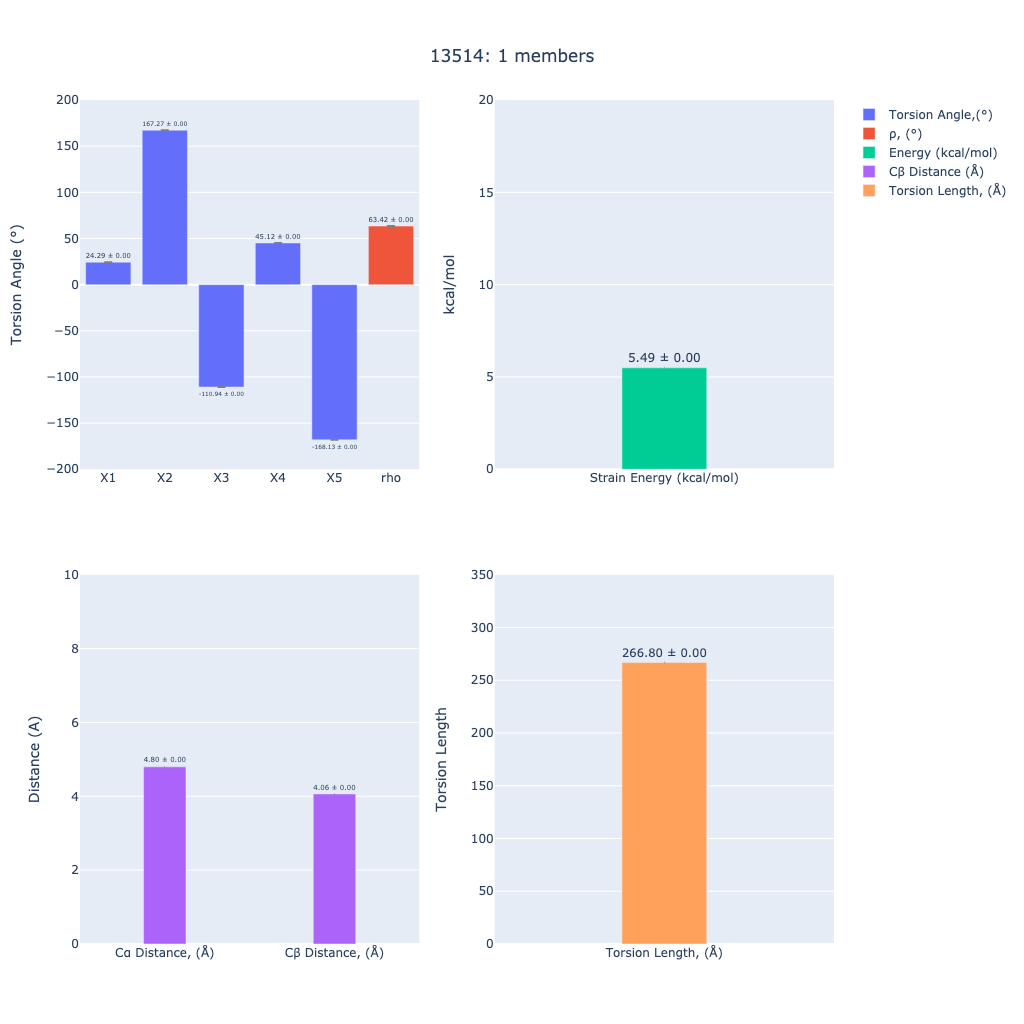 13514: 1 members
Torsion Angle (°)
200
150
100
50
0
−50
−100
−150
−200
24.29 ± 0.00
167.27 ± 0.00
-110.94 ± 0.00
45.12 ± 0.00
-168.13 ± 0.00
63.42 ± 0.00
X1 X2 X3 X4 X5 rho
kcal/mol
20
15
10
5
0
5.49 ± 0.00
Strain Energy (kcal/mol)
Torsion Angle,(°)
ρ, (°)
Energy (kcal/mol)
Cβ Distance (Å)
Torsion Length, (Å)
Distance (A)
10
8
6
4
2
0
4.80 ± 0.00
4.06 ± 0.00
Cα Distance, (Å) Cβ Distance, (Å)
Torsion Length
350
300
250
200
150
100
50
0
266.80 ± 0.00
Torsion Length, (Å)